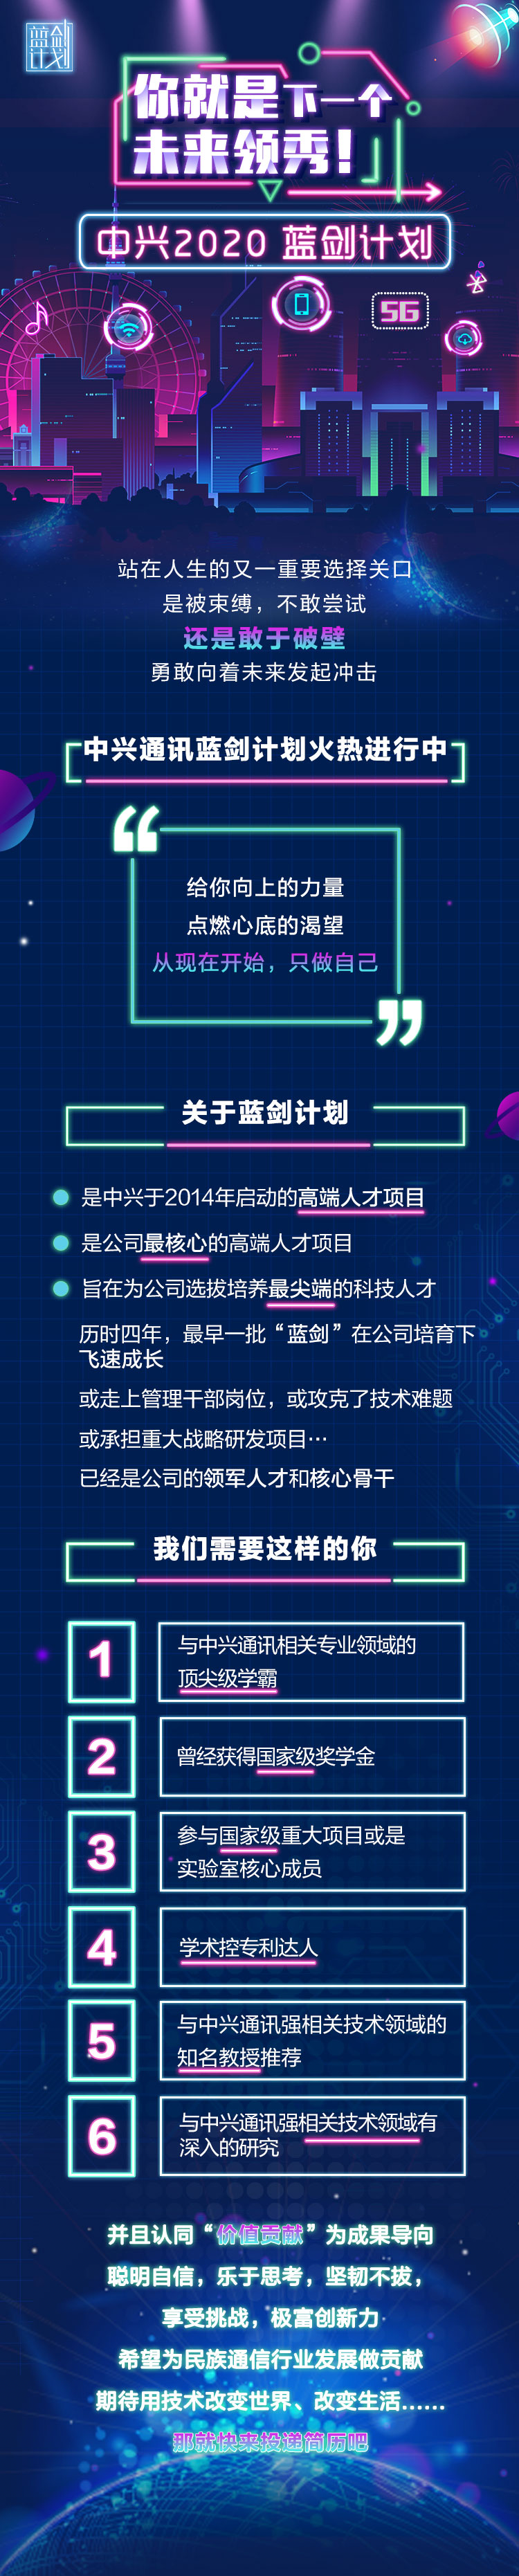 蓝剑
计划
你就是下一个
未来领秀！
中兴2020 蓝剑计划
5G
站在人生的又一重要选择关口
是被束缚，不敢尝试
还是敢于破壁
勇敢向着未来发起冲击
中兴通讯蓝剑计划火热进行中
“
给你向上的力量
点燃心底的渴望
从现在开始，只做自己
”
关于蓝剑计划
是中兴于2014年启动的高端人才项目
是公司最核心的高端人才项目
旨在为公司选拔培养最尖端的科技人才
历时四年，最早一批“蓝剑”在公司培育下
飞速成长
或走上管理干部岗位，或攻克了技术难题
或承担重大战略研发项目…
已经是公司的领军人才和核心骨干
我们需要这样的你
1
与中兴通讯相关专业领域的
顶尖级学霸
2
曾经获得国家级奖学金
3
参与国家级重大项目或是
实验室核心成员
4
学术控专利达人
5
与中兴通讯强相关技术领域的
知名教授推荐
6
与中兴通讯强相关技术领域有
深入的研究
并且认同“价值贡献”为成果导向
聪明自信，乐于思考，坚韧不拔，
享受挑战，极富创新力
希望为民族通信行业发展做贡献
期待用技术改变世界、改变生活……
那就快来投递简历吧